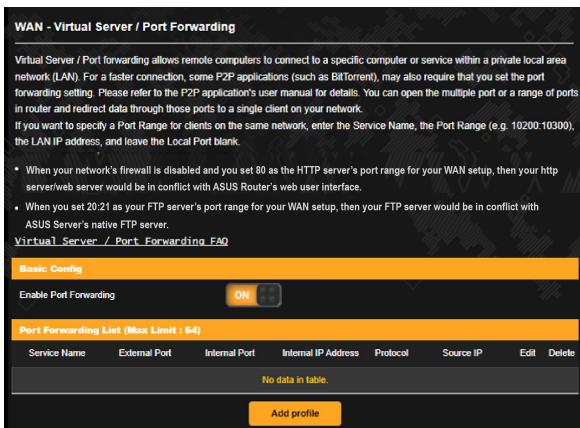 WAN - Virtual Server / Port Forwarding
Virtual Server / Port forwarding allows remote computers to connect to a specific computer or service within a private local area
network (LAN). For a faster connection, some P2P applications (such as BitTorrent), may also require that you set the port
forwarding setting. Please refer to the P2P application's user manual for details. You can open the multiple port or a range of ports
in router and redirect data through those ports to a single client on your network.
If you want to specify a Port Range for clients on the same network, enter the Service Name, the Port Range (e.g. 10200:10300),
the LAN IP address, and leave the Local Port blank.
• When your network's firewall is disabled and you set 80 as the HTTP server's port range for your WAN setup, then your http
server/web server would be in conflict with ASUS Router's web user interface.
• When you set 20:21 as your FTP server's port range for your WAN setup, then your FTP server would be in conflict with
ASUS Server's native FTP server.
Virtual Server / Port Forwarding FAQ
Basic Config
Enable Port Forwarding ON
Port Forwarding List (Max Limit : 64)
Service Name External Port Internal Port Internal IP Address Protocol Source IP Edit Delete
No data in table.
Add profile